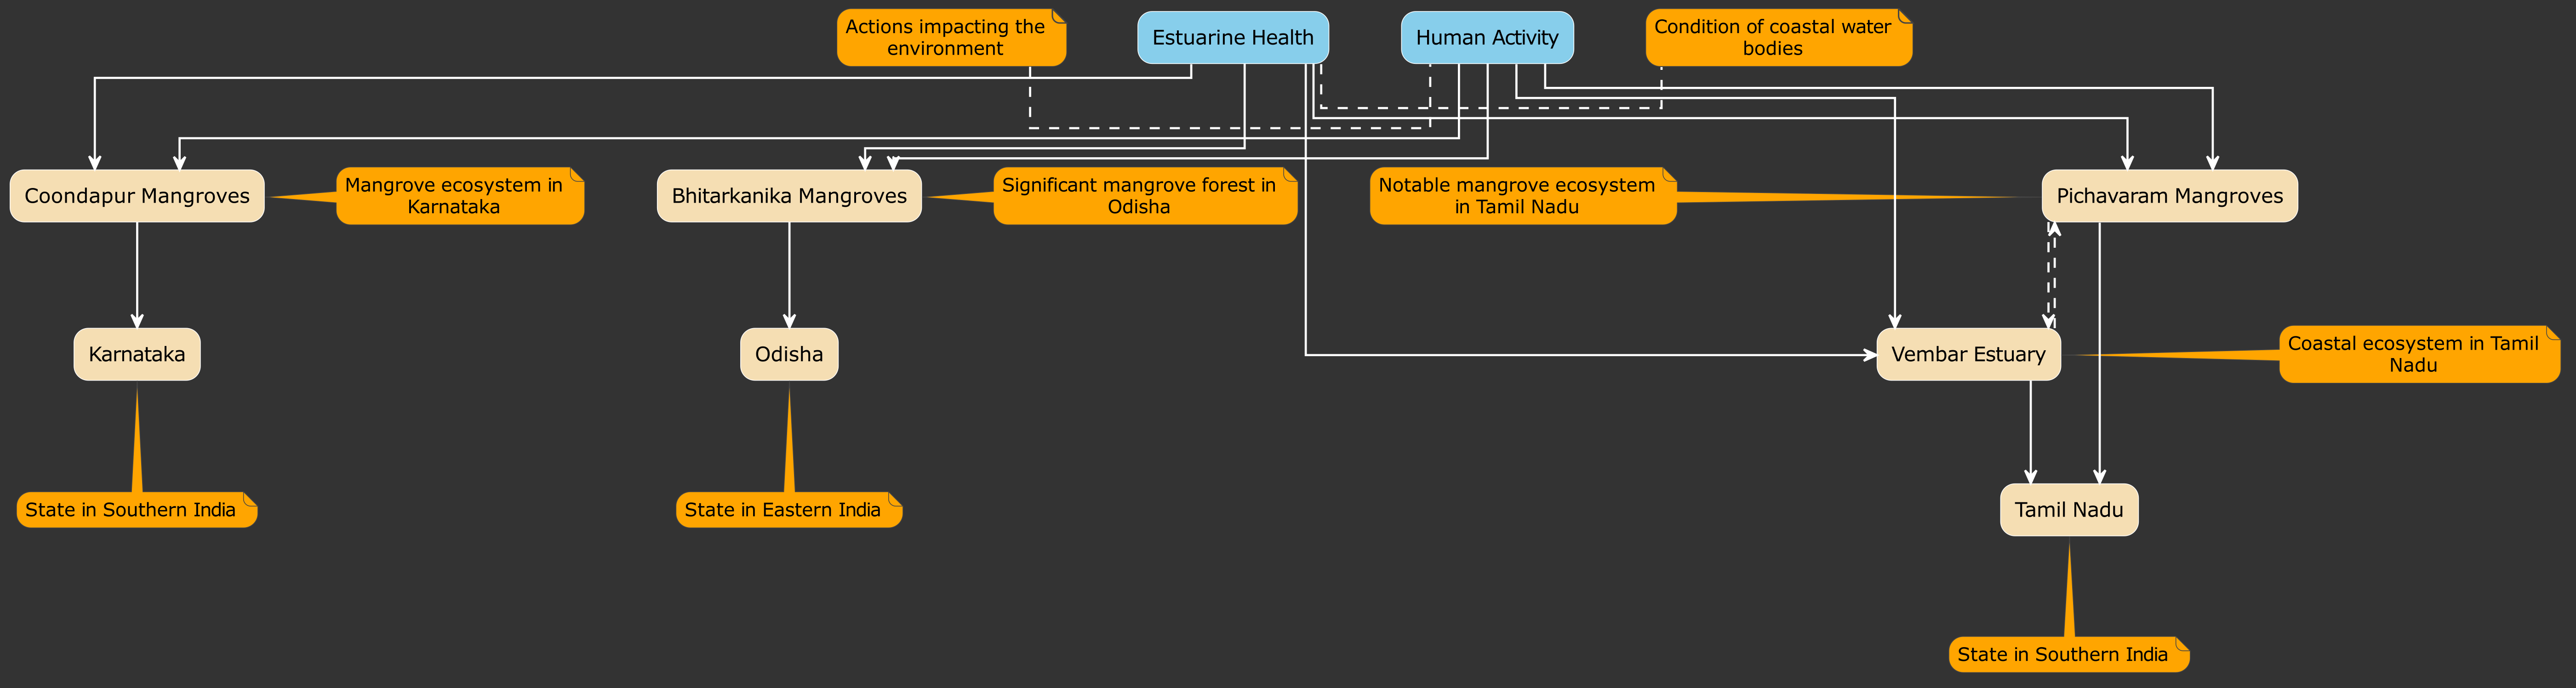 Actions impacting the
environment
Estuarine Health
Human Activity
Condition of coastal water
bodies
Coondapur Mangroves
Mangrove ecosystem in
Karnataka
Bhitarkanika Mangroves
Significant mangrove forest in
Odisha
Notable mangrove ecosystem
in Tamil Nadu
Pichavaram Mangroves
Karnataka
Odisha
Vembar Estuary
Coastal ecosystem in Tamil
Nadu
State in Southern India
State in Eastern India
Tamil Nadu
State in Southern India